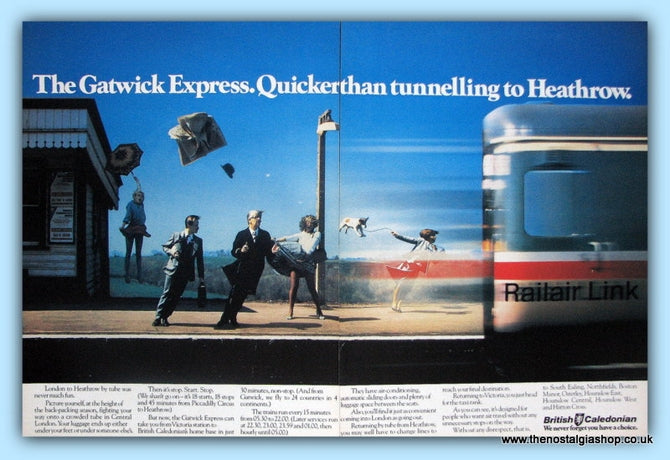 The Gatwick Express. Quicker than tunnelling to Heathrow.
Railair Link
London to Heathrow by tube was
never much fun.
Picture yourself, at the height of
the back-packing season, fighting your
way onto a crowded tube in Central
London. Your luggage ends up either
under your feet or under someone else's.
Then it's stop. Start. Stop.
(We shan't go on – it's 18 starts, 18 stops
and 45 minutes from Piccadilly Circus
to Heathrow.)
But now, the Gatwick Express can
take you from Victoria station to
British Caledonian's home base in just
30 minutes, non-stop. (And from
Gatwick, we fly to 24 countries in 4
continents.)
The trains run every 15 minutes
from 05.30 to 22.00. (Later services run
at 22.30, 23.00, 23.59 and 01.00, then
hourly until 05.00.)
They have air-conditioning,
automatic sliding doors and plenty of
luggage space between the seats.
Also, you'll find it just as convenient
coming into London as going out.
Returning by tube from Heathrow,
you may well have to change lines to
reach your final destination.
Returning to Victoria, you just head
for the taxi rank.
As you can see, it's designed for
people who want air travel without any
unnecessary stops on the way.
Without any disrespect, that is,
to South Ealing, Northfields, Boston
Manor, Osterley, Hounslow East,
Hounslow Central, Hounslow West
and Hatton Cross.
British Caledonian
We never forget you have a choice.
www.thenostalgiashop.co.uk